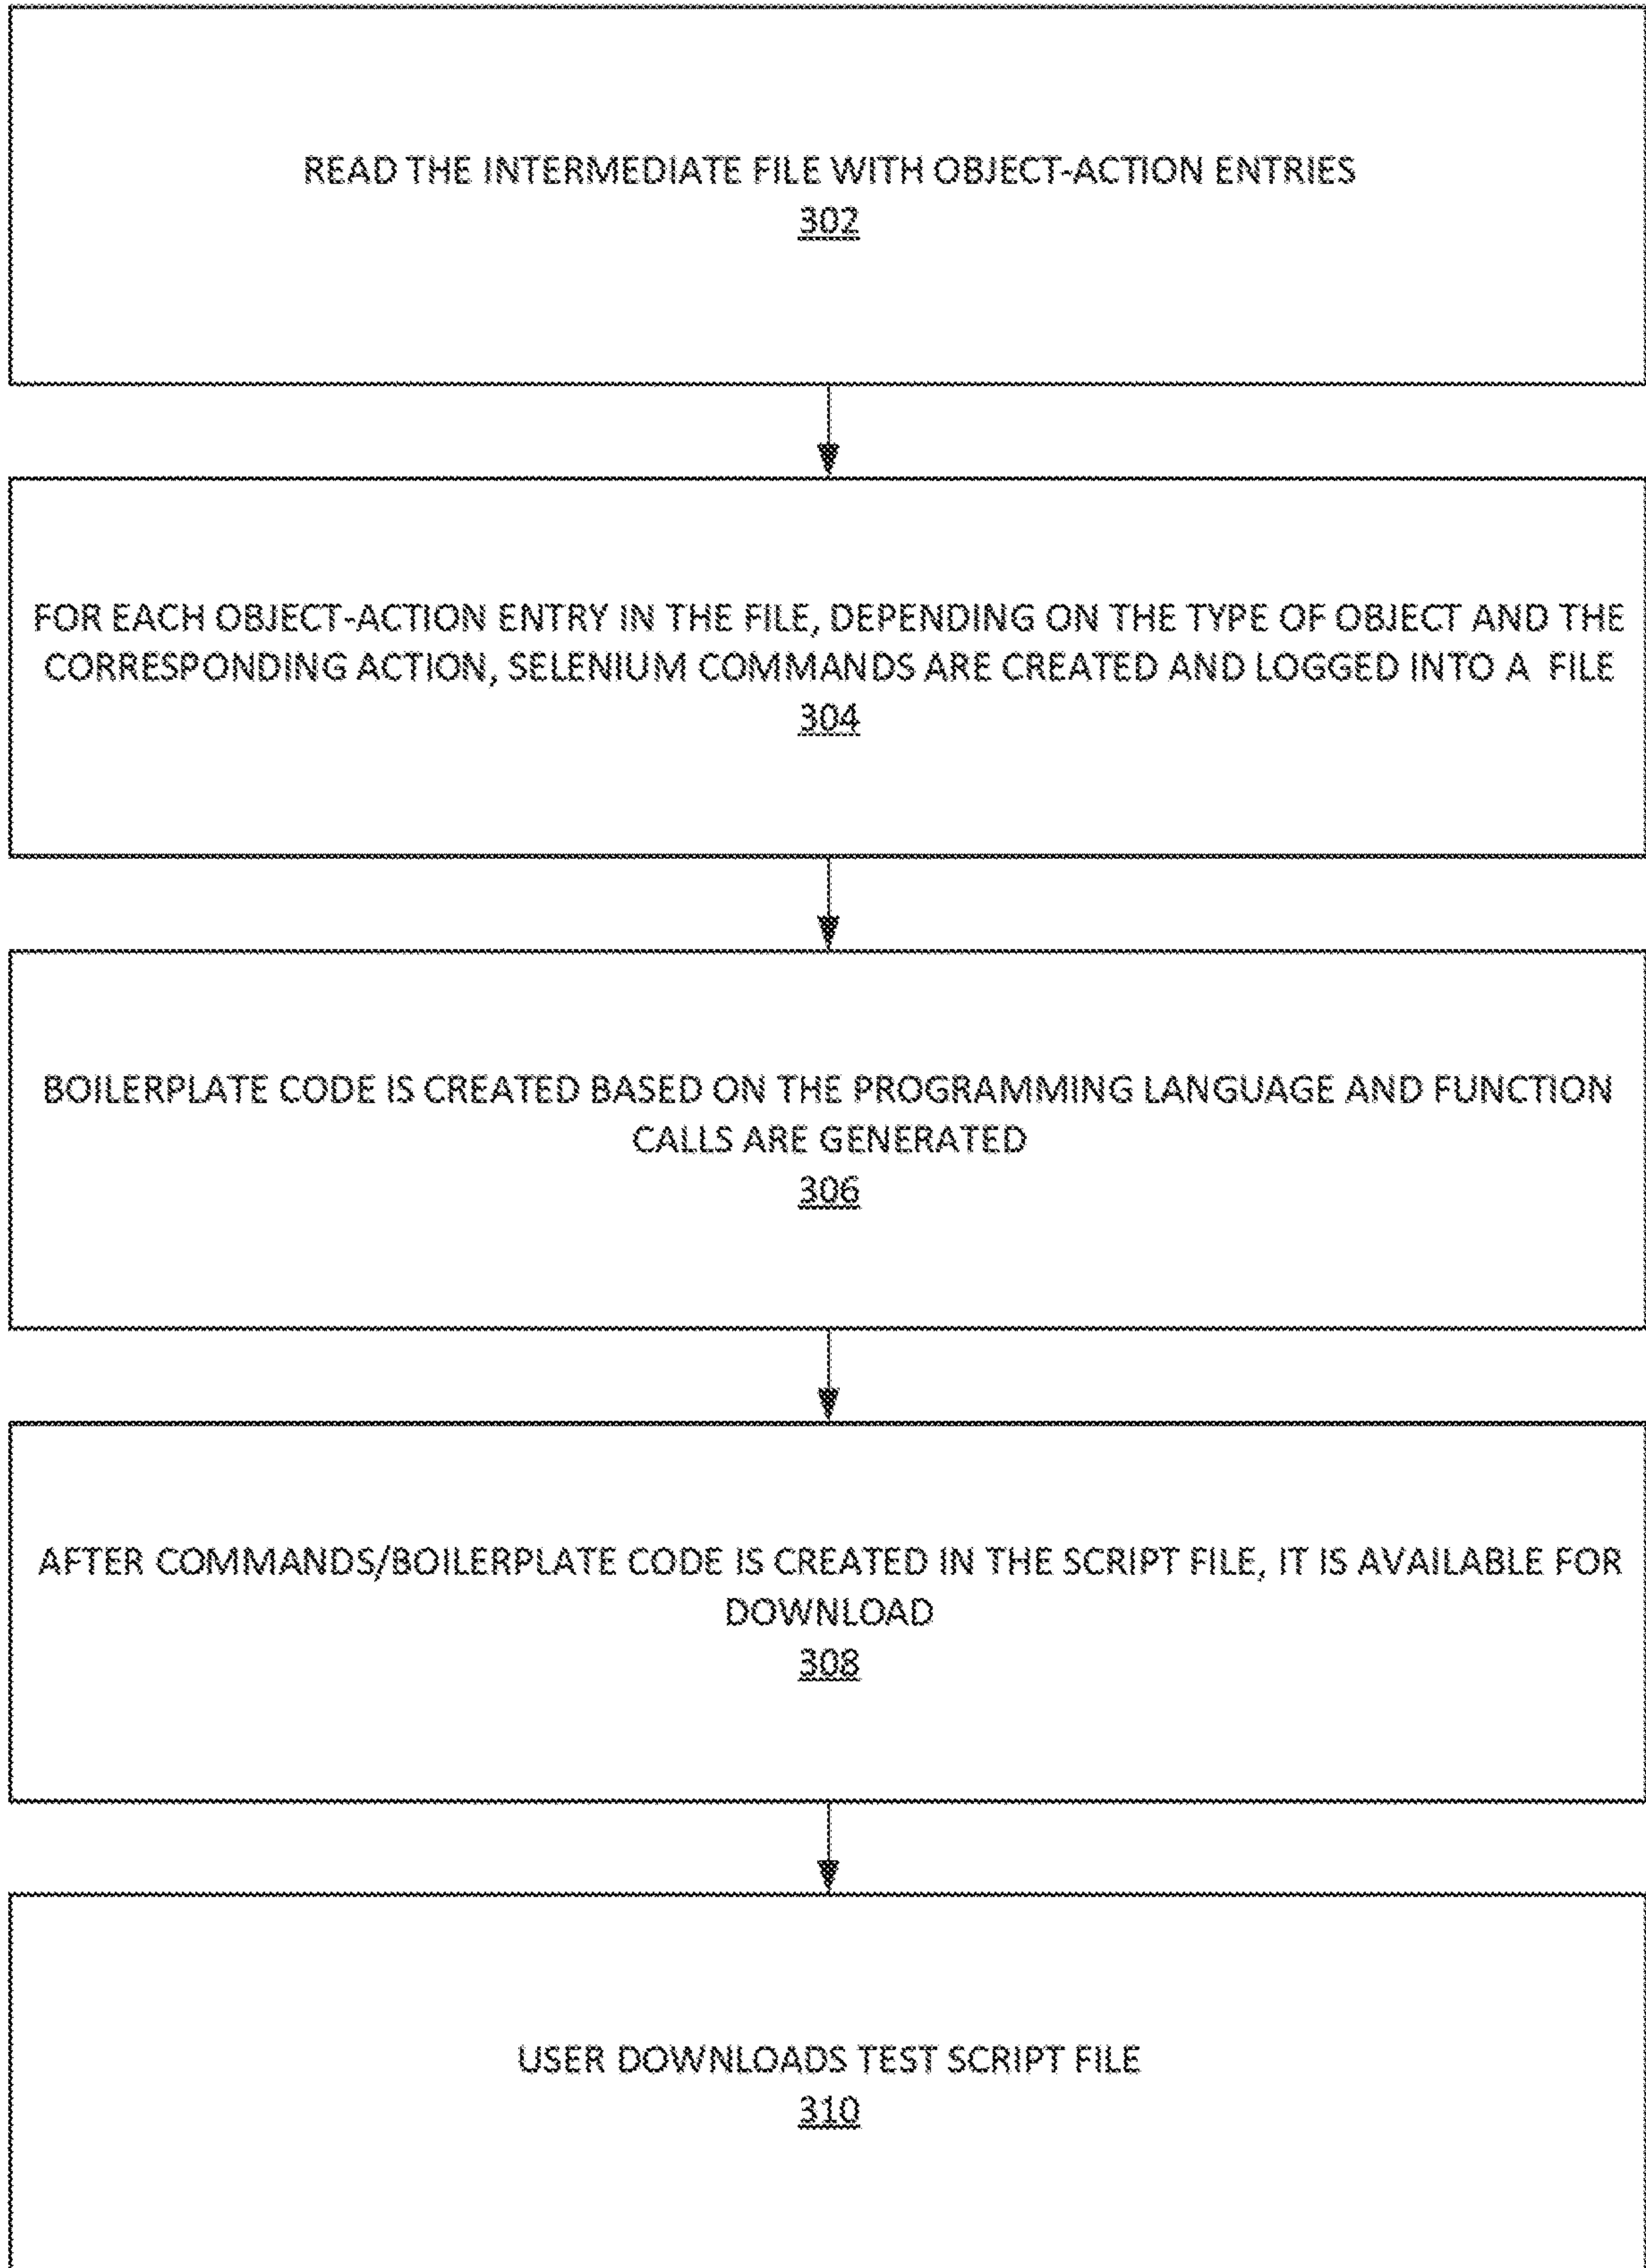 READ THE INTERMEDIATE FILE WITH OBJECT-ACTION ENTRIES
302
FOR EACH OBJECT-ACTION ENTRY IN THE FILE, DEPENDING ON THE TYPE OF OBJECT AND THE
CORRESPONDING ACTION, SELENIUM COMMANDS ARE CREATED AND LOGGED INTO A FILE
304
BOILERPLATE CODE IS CREATED BASED ON THE PROGRAMMING LANGUAGE AND FUNCTION
CALLS ARE GENERATED
306
AFTER COMMANDS/BOILERPLATE CODE IS CREATED IN THE SCRIPT FILE, IT IS AVAILABLE FOR
DOWNLOAD
308
USER DOWNLOADS TEST SCRIPT FILE
310